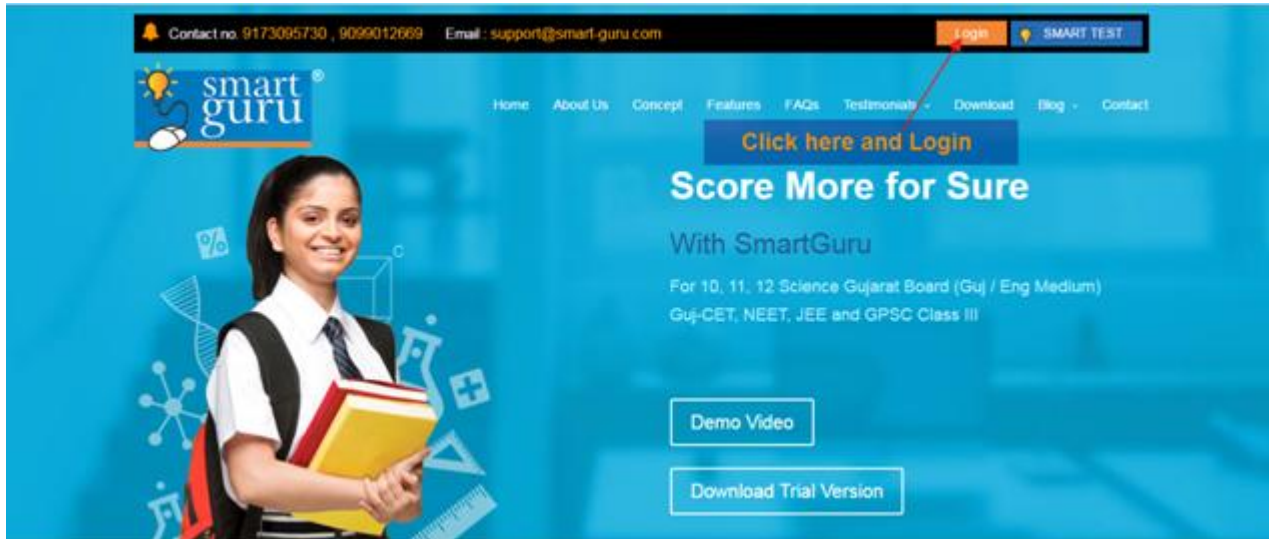 Contact no. 9173095730 , 9099012669 Email : support@smart-guru.com Login SMART TEST
smart®
guru
Home About Us Concept Features FAQs Testimonials Download Blog Contact
Click here and Login
Score More for Sure
With SmartGuru
For 10, 11, 12 Science Gujarat Board (Guj / Eng Medium)
Guj-CET, NEET, JEE and GPSC Class III
%
C
Demo Video
Download Trial Version